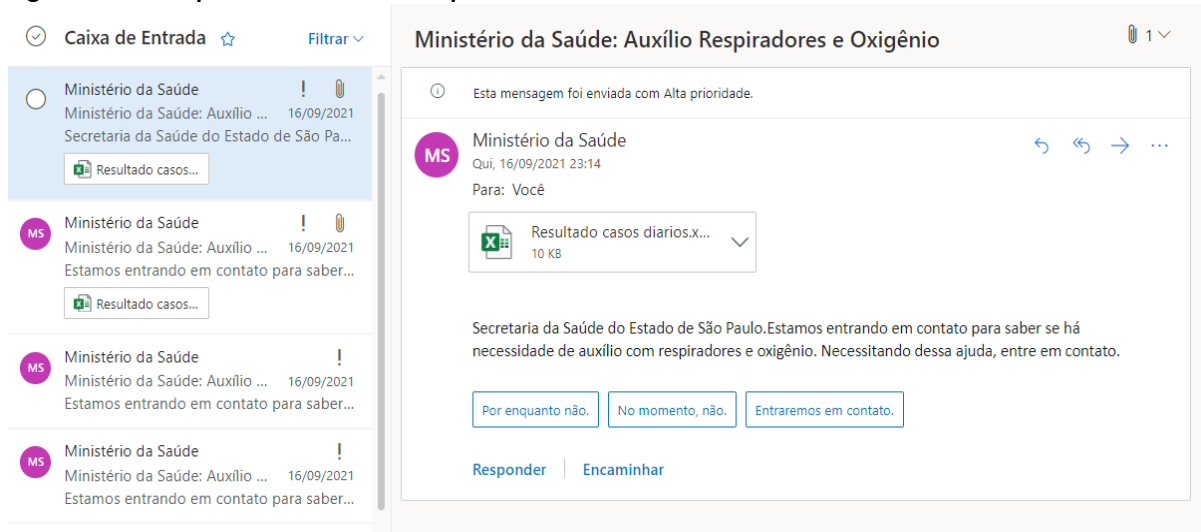 Caixa de Entrada
Filtrar
Ministério da Saúde
Ministério da Saúde: Auxílio ... 16/09/2021
Secretaria da Saúde do Estado de São Pa...
Resultado casos...
MS
Ministério da Saúde
Ministério da Saúde: Auxílio ... 16/09/2021
Estamos entrando em contato para saber...
Resultado casos...
MS
Ministério da Saúde
Ministério da Saúde: Auxílio ... 16/09/2021
Estamos entrando em contato para saber...
MS
Ministério da Saúde
Ministério da Saúde: Auxílio ... 16/09/2021
Estamos entrando em contato para saber...
Ministério da Saúde: Auxílio Respiradores e Oxigênio
1
Esta mensagem foi enviada com Alta prioridade.
MS
Ministério da Saúde
Qui, 16/09/2021 23:14
Para: Você
Resultado casos diarios.x...
10 KB
Secretaria da Saúde do Estado de São Paulo.Estamos entrando em contato para saber se há
necessidade de auxílio com respiradores e oxigênio. Necessitando dessa ajuda, entre em contato.
Por enquanto não. No momento, não. Entraremos em contato.
Responder Encaminhar